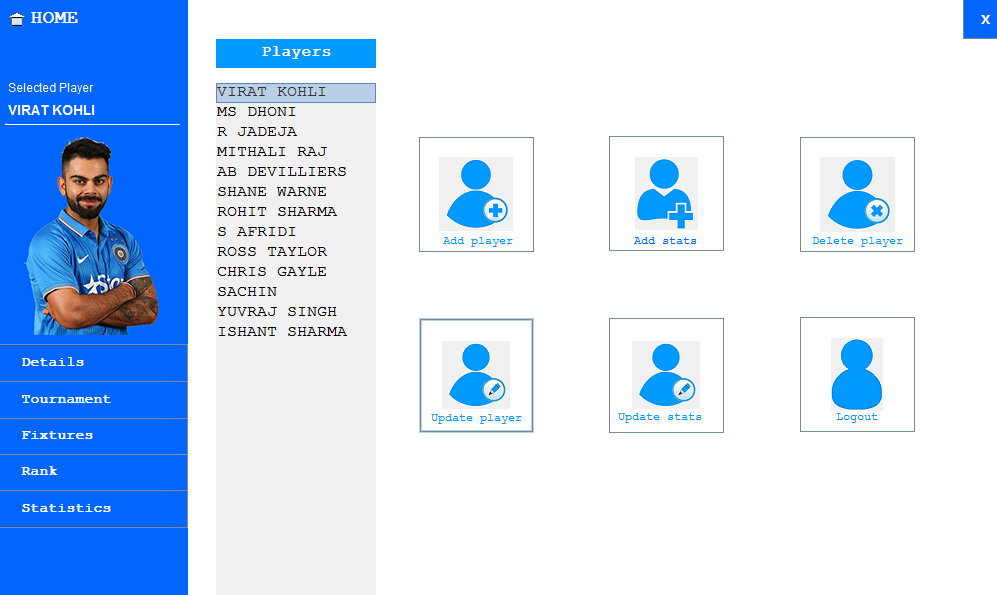 HOME
X
Selected Player
VIRAT KOHLI
Details
Tournament
Fixtures
Rank
Statistics
Players
VIRAT KOHLI
MS DHONI
R JADEJA
MITHALI RAJ
AB DEVILLIERS
SHANE WARNE
ROHIT SHARMA
S AFRIDI
ROSS TAYLOR
CHRIS GAYLE
SACHIN
YUVRAJ SINGH
ISHANT SHARMA
Add player
Add stats
Delete player
Update player
Update stats
Logout